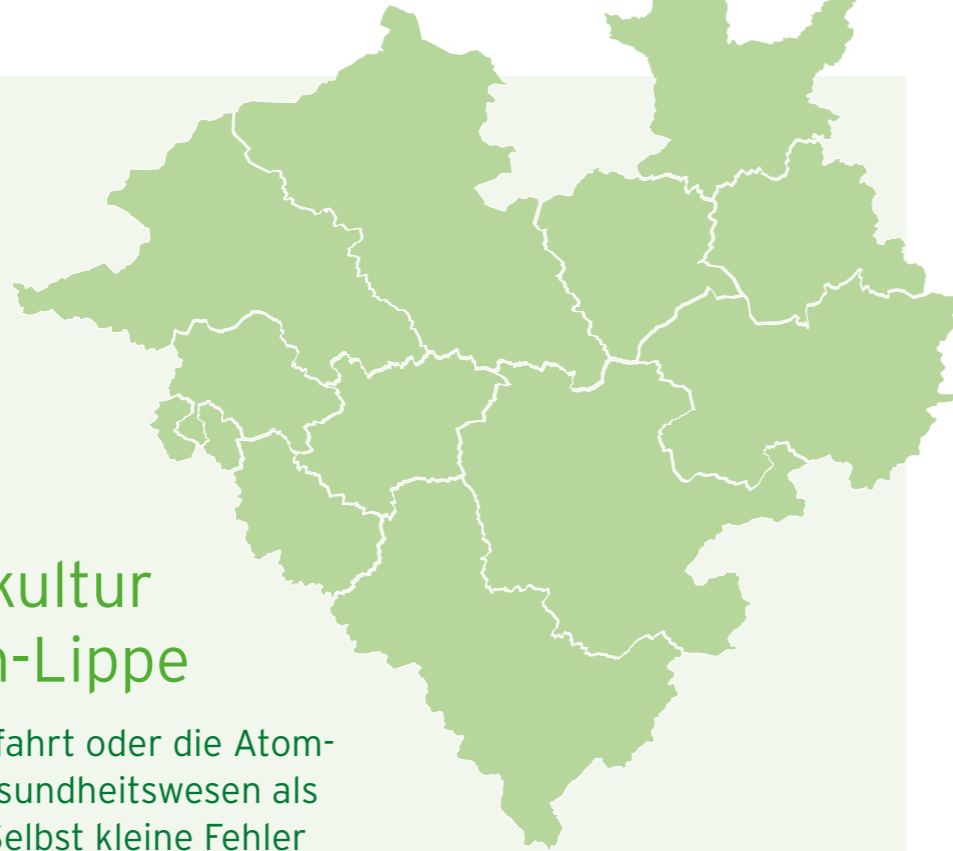 kultur
n-Lippe
fahrt oder die Atom-
sundheitswesen als
Selbst kleine Fehler